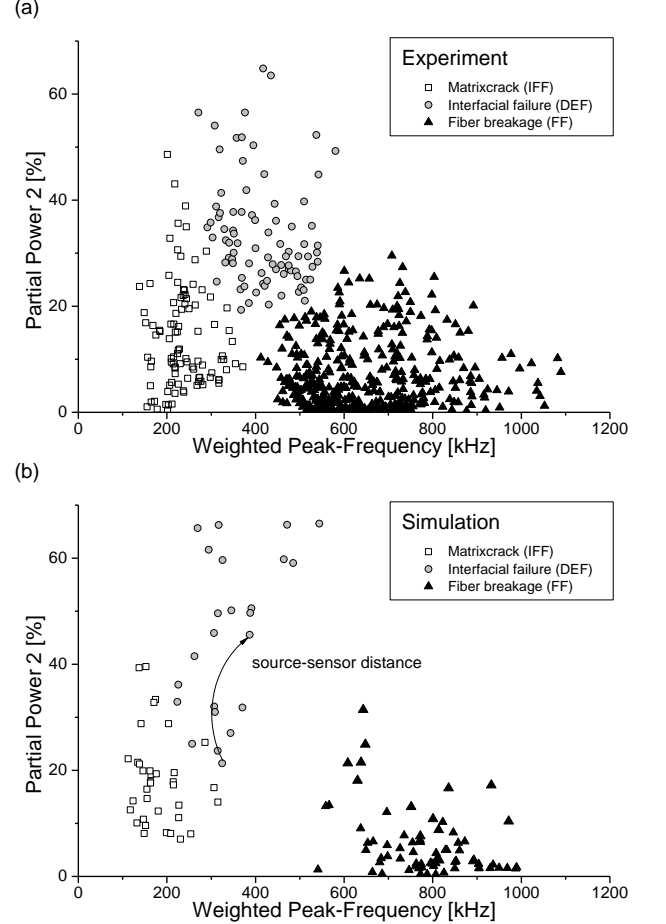 (a)
60
40
20
0
Partial Power 2 [%]
Experiment
Matrixcrack (IFF)
Interfacial failure (DEF)
Fiber breakage (FF)
0 200 400 600 800 1000 1200
Weighted Peak-Frequency [kHz]
(b)
60
40
20
0
Partial Power 2 [%]
Simulation
Matrixcrack (IFF)
Interfacial failure (DEF)
Fiber breakage (FF)
source-sensor distance
0 200 400 600 800 1000 1200
Weighted Peak-Frequency [kHz]